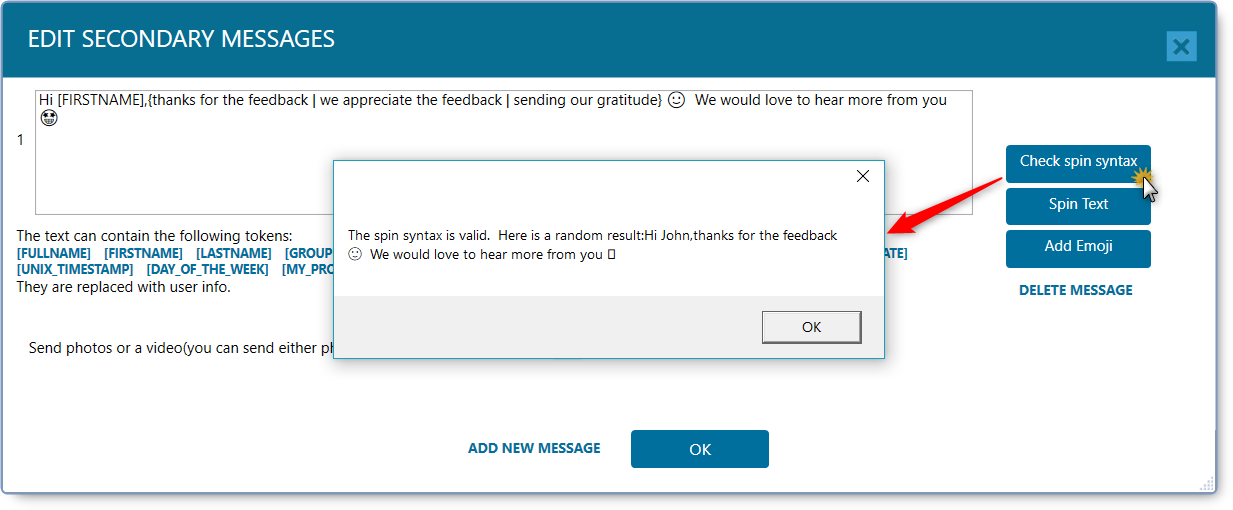 EDIT SECONDARY MESSAGES
Hi [FIRSTNAME],{thanks for the feedback | we appreciate the feedback | sending our gratitude} 🙂 We would love to hear more from you
🤩
1
Check spin syntax
Spin Text
Add Emoji
DELETE MESSAGE
The spin syntax is valid.  Here is a random result:Hi John,thanks for the feedback
🙂 We would love to hear more from you ▯
OK
The text can contain the following tokens:
[FULLNAME] [FIRSTNAME] [LASTNAME] [GROUP ATE]
[UNIX_TIMESTAMP] [DAY_OF_THE_WEEK] [MY_PRO
They are replaced with user info.
Send photos or a video(you can send either ph
ADD NEW MESSAGE
OK